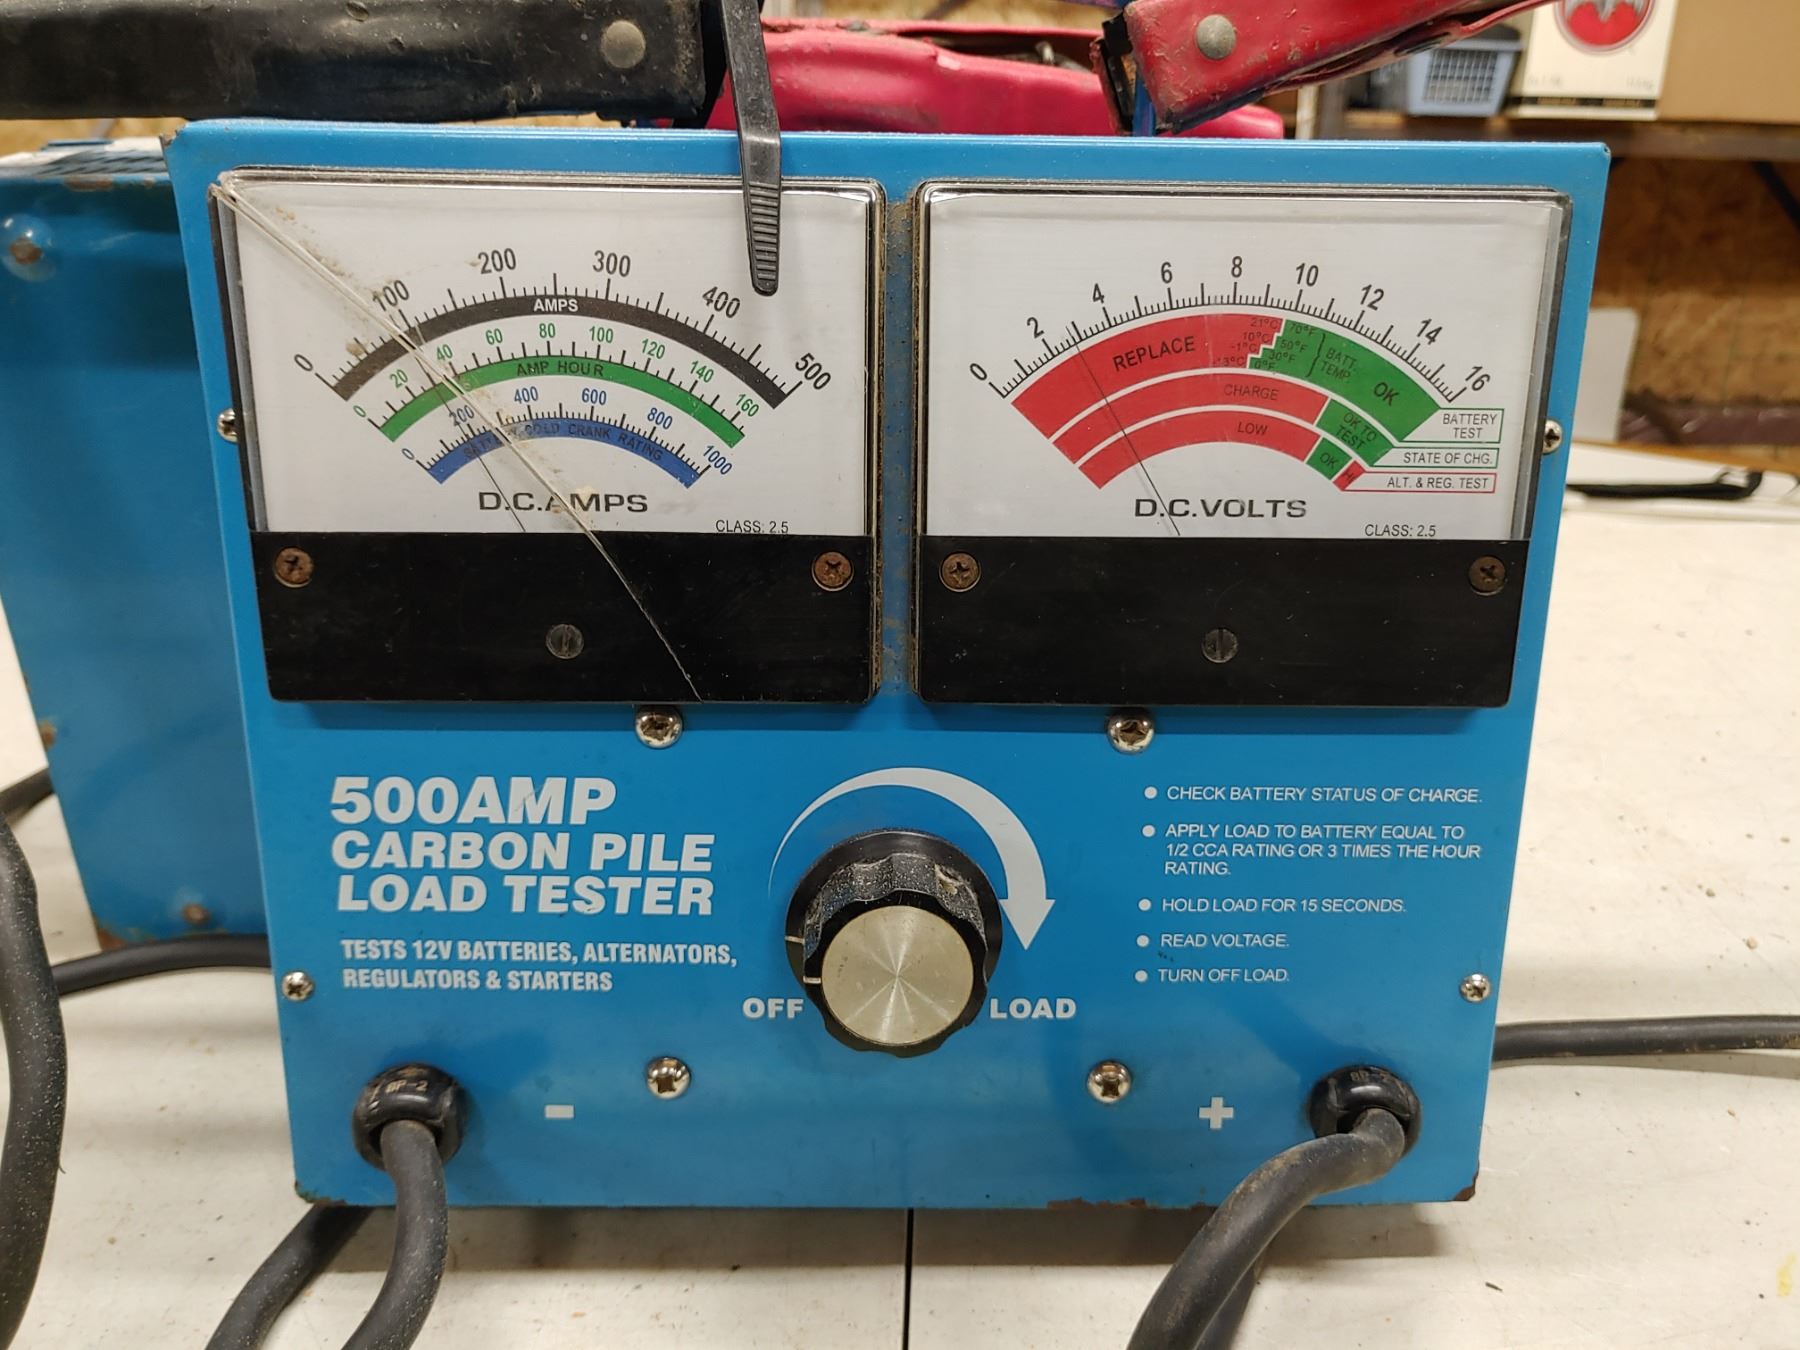 0 100 200 300 400 500
AMPS
0 20 40 60 80 100 120 140 160
AMP HOUR
0 200 400 600 800 1000
BATTERY COLD CRANK RATING
D.C.AMPS
CLASS: 2.5
0 2 4 6 8 10 12 14 16
REPLACE
21°C 70°F
10°C 50°F
-1°C 30°F
0°F
BATT.
TEMP.
OK
CHARGE
OK TO
TEST
LOW
OK
HI
BATTERY
TEST
STATE OF CHG.
ALT. & REG. TEST
D.C.VOLTS
CLASS: 2.5
500AMP
CARBON PILE
LOAD TESTER
TESTS 12V BATTERIES, ALTERNATORS,
REGULATORS & STARTERS
OFF
LOAD
• CHECK BATTERY STATUS OF CHARGE.
• APPLY LOAD TO BATTERY EQUAL TO
1/2 CCA RATING OR 3 TIMES THE HOUR
RATING.
• HOLD LOAD FOR 15 SECONDS.
• READ VOLTAGE.
• TURN OFF LOAD.
-
+